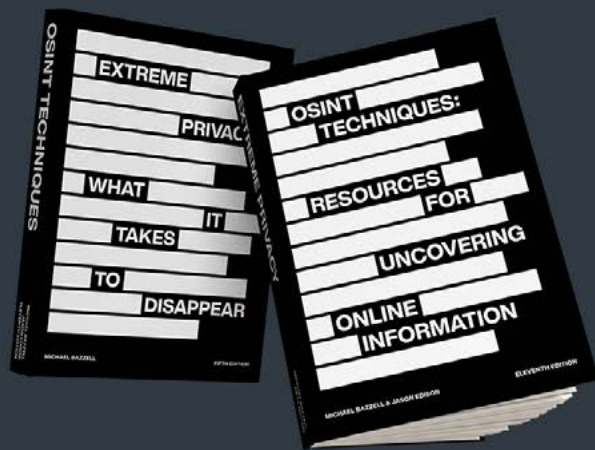 OSINT TECHNIQUES
EXTREME
PRIVAC
WHAT
IT
TAKES
TO
DISAPPEAR
MICHAEL BAZZELL
FIFTH EDITION
EXTREME PRIVACY
OSINT
TECHNIQUES:
RESOURCES
FOR
UNCOVERING
ONLINE
INFORMATION
MICHAEL BAZZELL & JASON EDISON
ELEVENTH EDITION